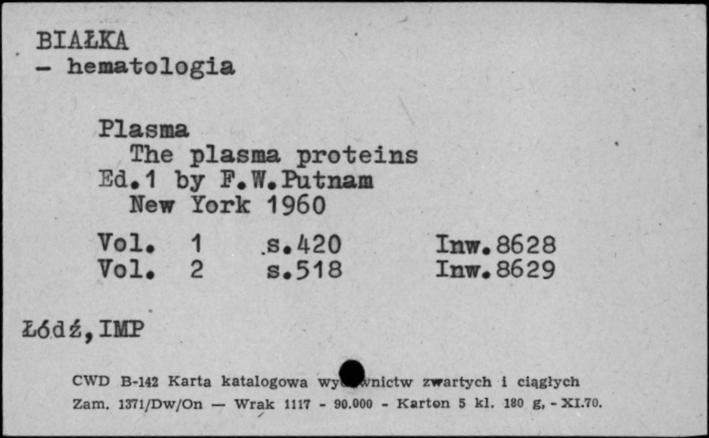 BIAŁKA
- hematologia
Plasma
The plasma proteins
Ed.1 by F.W.Putnam
New York 1960
Vol. 1 s.420 Inw.8628
Vol. 2 s.518 Inw.8629
Łódź,IMP
CWD B-142 Karta katalogowa zwartych i ciągłych
Zam. 1371/Dw/On — Wrak 1117 - 90.000 - Karton 5 kl. 180 g, - XI.70.